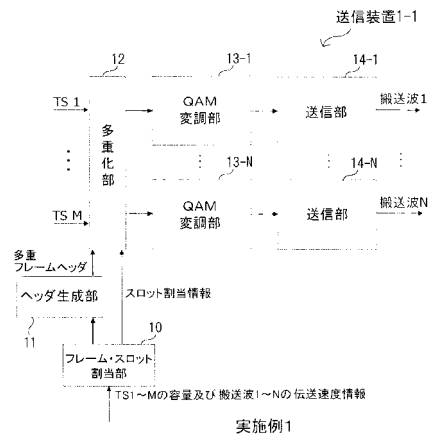 送信装置1-1
12
13-1
14-1
TS 1
多重化部
QAM
変調部
送信部
搬送波1
13-N
14-N
TS M
QAM
変調部
送信部
搬送波N
多重
フレームヘッダ
ヘッダ生成部
スロット割当情報
11
10
フレーム・スロット
割当部
TS1～Mの容量及び搬送波1～Nの伝送速度情報
実施例1